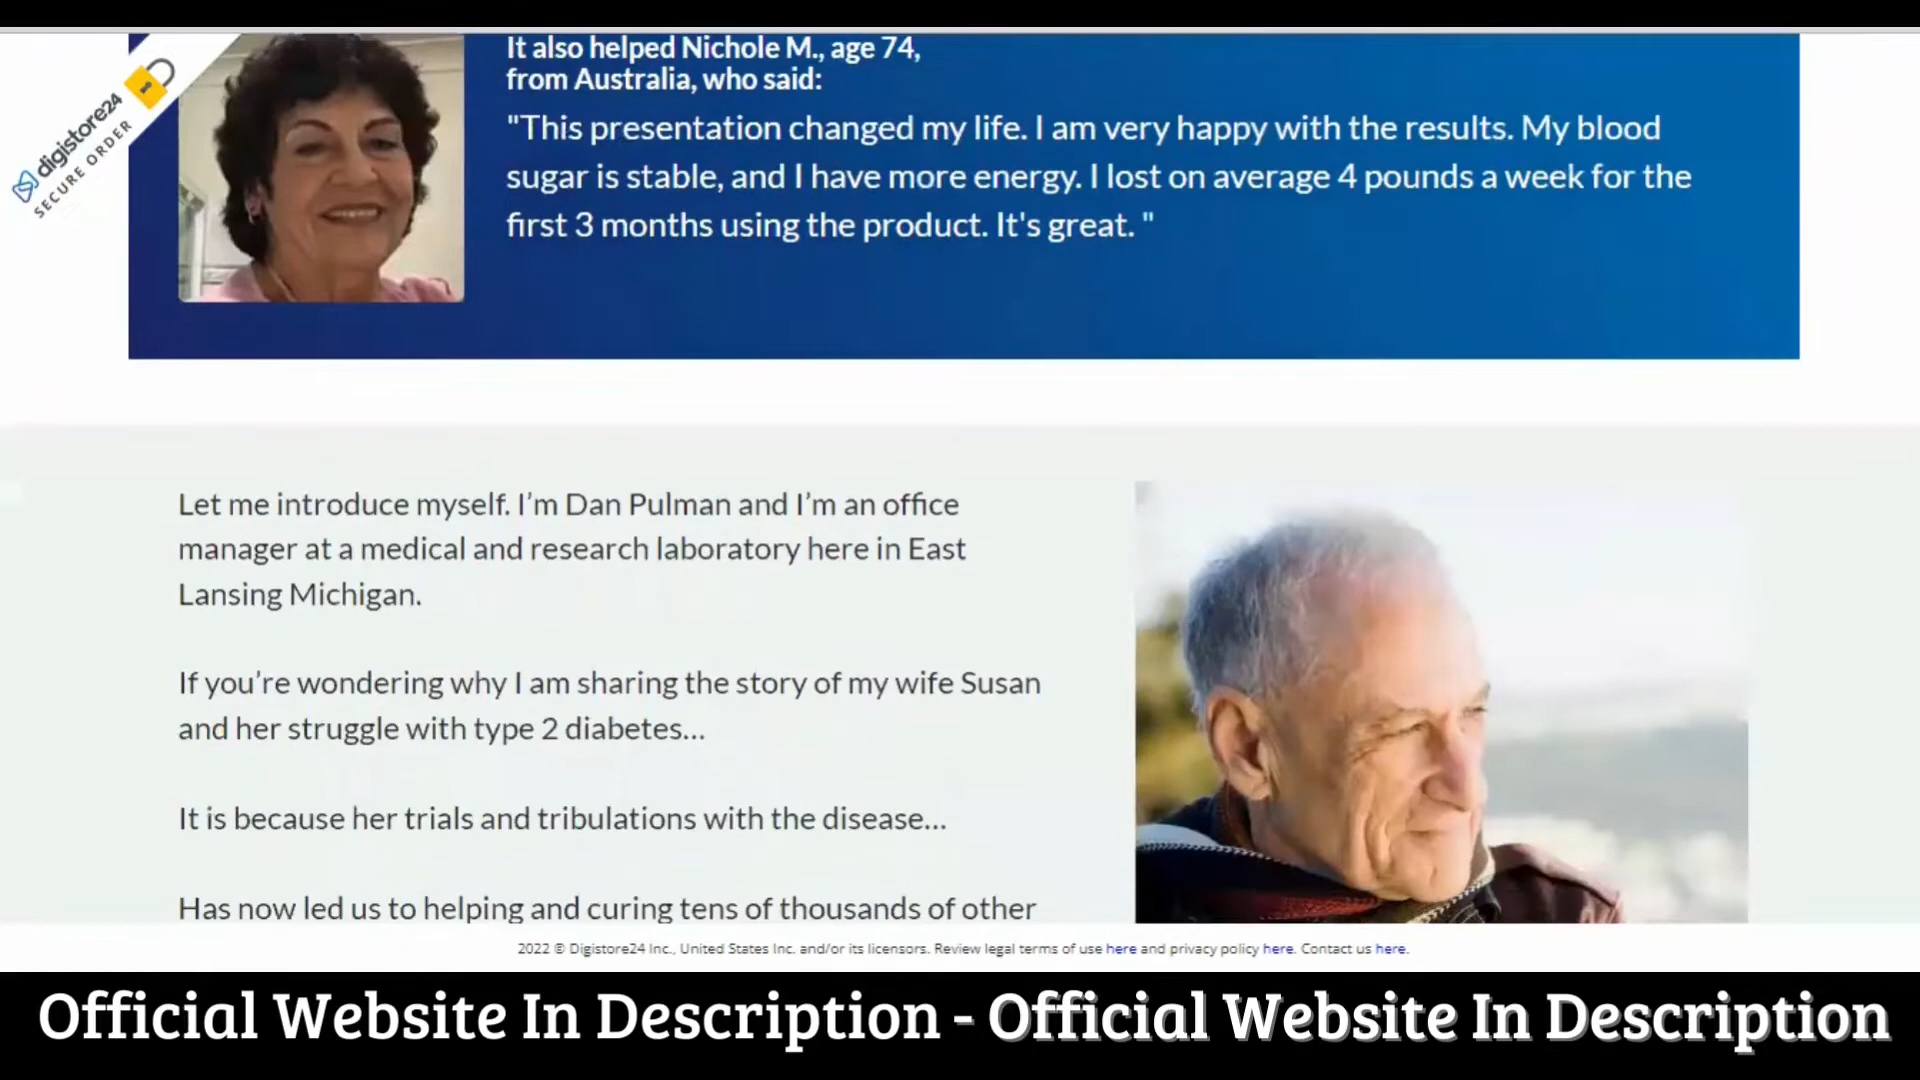 It also helped Nichole M., age 74,
from Australia, who said:
"This presentation changed my life. I am very happy with the results. My blood
sugar is stable, and I have more energy. I lost on average 4 pounds a week for the
first 3 months using the product. It's great. "
digistore24
SECURE ORDER
Let me introduce myself. I’m Dan Pulman and I’m an office
manager at a medical and research laboratory here in East
Lansing Michigan.
If you’re wondering why I am sharing the story of my wife Susan
and her struggle with type 2 diabetes…
It is because her trials and tribulations with the disease…
Has now led us to helping and curing tens of thousands of other
2022 © Digistore24 Inc., United States Inc. and/or its licensors. Review legal terms of use here and privacy policy here. Contact us here.
Official Website In Description - Official Website In Description